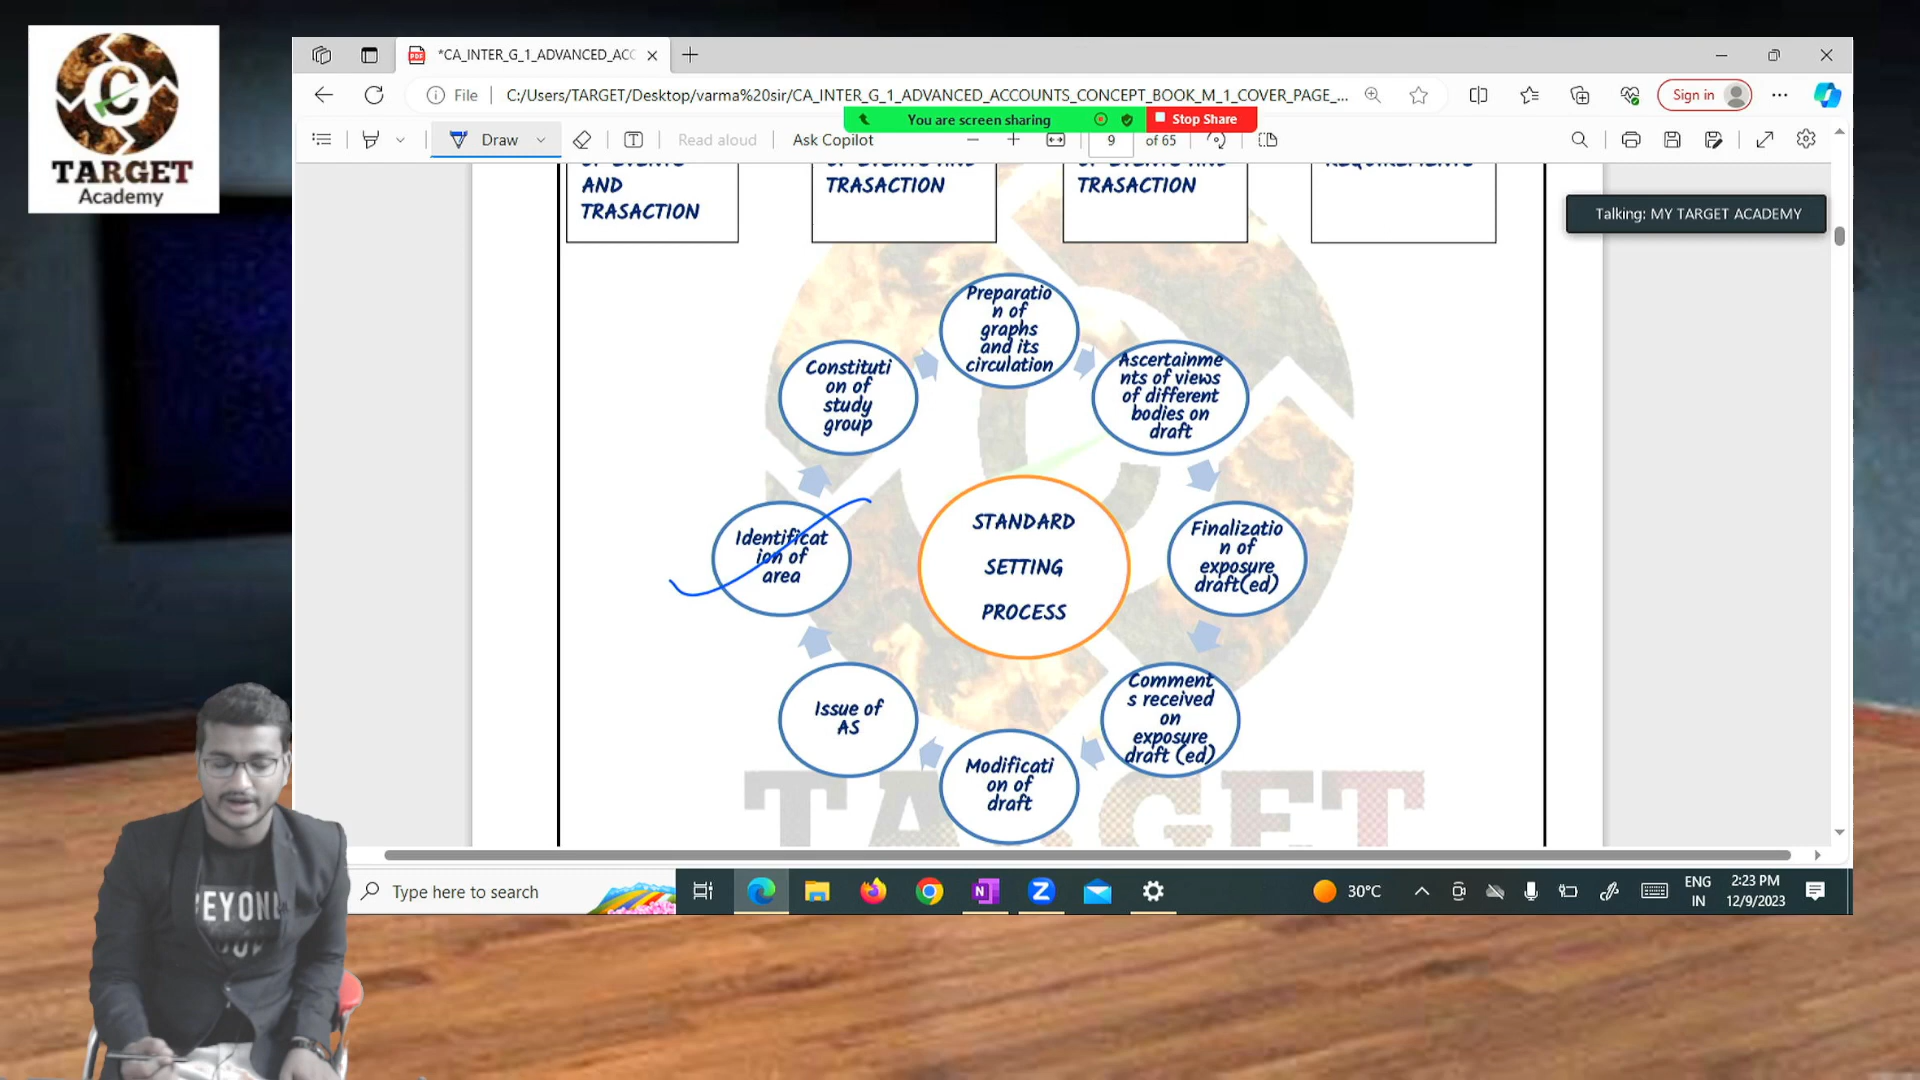 C
TARGET
Academy
*CA_INTER_G_1_ADVANCED_ACC
File
C:/Users/TARGET/Desktop/varma%20sir/CA_INTER_G_1_ADVANCED_ACCOUNTS_CONCEPT_BOOK_M_1_COVER_PAGE_...
Sign in
You are screen sharing
Stop Share
Draw
Read aloud
Ask Copilot
9
of 65
AND
TRASACTION
TRASACTION
TRASACTION
Talking: MY TARGET ACADEMY
Preparatio
n of
graphs
and its
circulation
Constituti
on of
study
group
Ascertainme
nts of views
of different
bodies on
draft
Identificat
ion of
area
STANDARD
SETTING
PROCESS
Finalizatio
n of
exposure
draft(ed)
Issue of
AS
Comment
s received
on
exposure
draft (ed)
Modificati
on of
draft
TARGET
BEYOND
Type here to search
30°C
ENG
IN
2:23 PM
12/9/2023